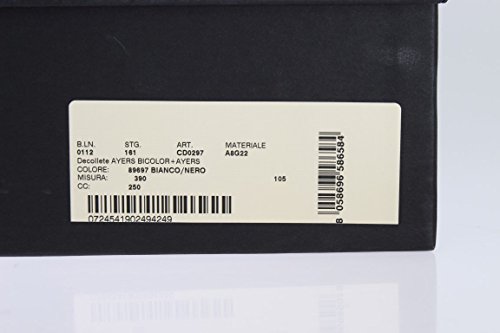 B.LN. STG. ART. MATERIALE
0112 161 CD0297 A8G22
Decollete AYERS BICOLOR+AYERS
COLORE: 89697 BIANCO/NERO
MISURA: 390 105
CC: 250
0724541902494249
8 058696 586584